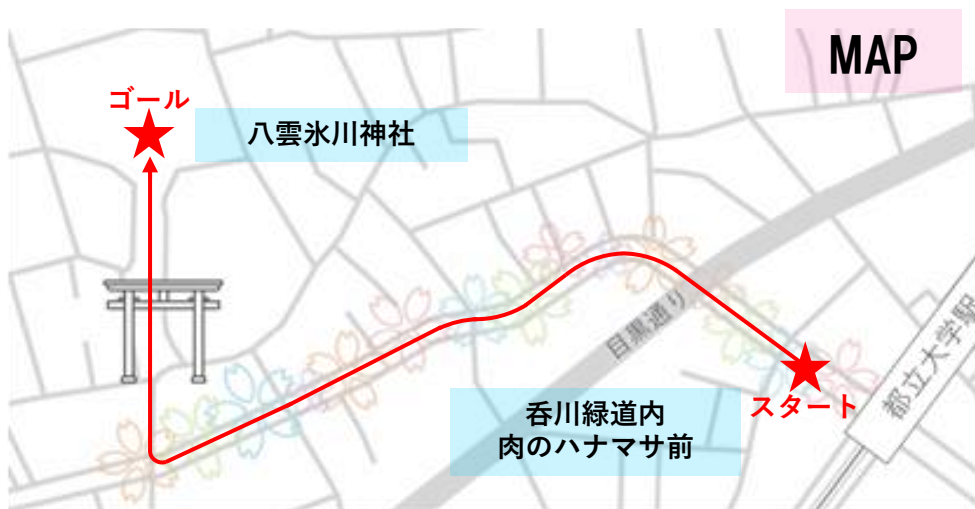 MAP
ゴール
八雲氷川神社
目黒通り
都立大学駅
スタート
呑川緑道内
肉のハナマサ前